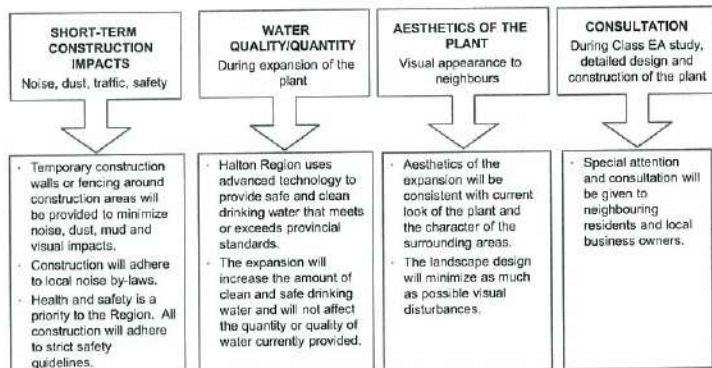 SHORT-TERM
CONSTRUCTION
IMPACTS
Noise, dust, traffic, safety
WATER
QUALITY/QUANTITY
During expansion of the
plant
AESTHETICS OF THE
PLANT
Visual appearance to
neighbours
CONSULTATION
During Class EA study,
detailed design and
construction of the plant
· Temporary construction
walls or fencing around
construction areas will
be provided to minimize
noise, dust, mud and
visual impacts.
· Construction will adhere
to local noise by-laws.
· Health and safety is a
priority to the Region. All
construction will adhere
to strict safety
guidelines.
· Halton Region uses
advanced technology to
provide safe and clean
drinking water that meets
or exceeds provincial
standards.
· The expansion will
increase the amount of
clean and safe drinking
water and will not affect
the quantity or quality of
water currently provided.
· Aesthetics of the
expansion will be
consistent with current
look of the plant and
the character of the
surrounding areas.
· The landscape design
will minimize as much
as possible visual
disturbances.
· Special attention
and consultation will
be given to
neighbouring
residents and local
business owners.